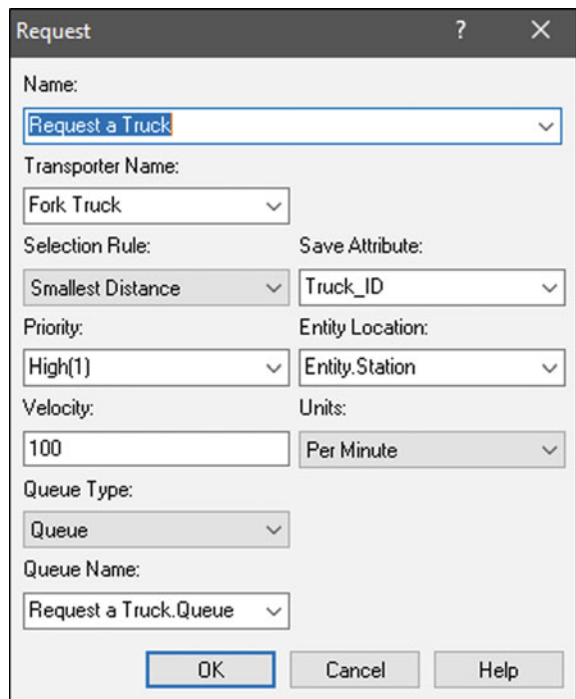 Request ?
Name:
Request a Truck
Transporter Name:
Fork Truck
Selection Rule: Save Attribute:
Smallest Distance Truck_ID
Priority: Entity Location:
High(1) Entity.Station
Velocity: Units:
100 Per Minute
Queue Type:
Queue
Queue Name:
Request a Truck.Queue
OK Cancel Help